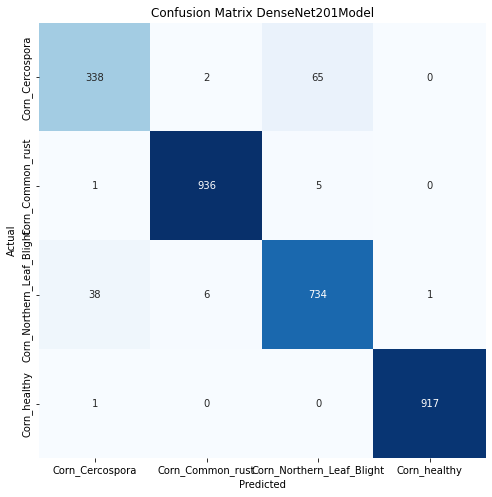 Confusion Matrix DenseNet201Model
Actual
Corn_Cercospora
338 2 65 0
Corn_Common_rust
1 936 5 0
Corn_Northern_Leaf_Blight
38 6 734 1
Corn_healthy
1 0 0 917
Corn_Cercospora Corn_Common_rust Corn_Northern_Leaf_Blight Corn_healthy
Predicted